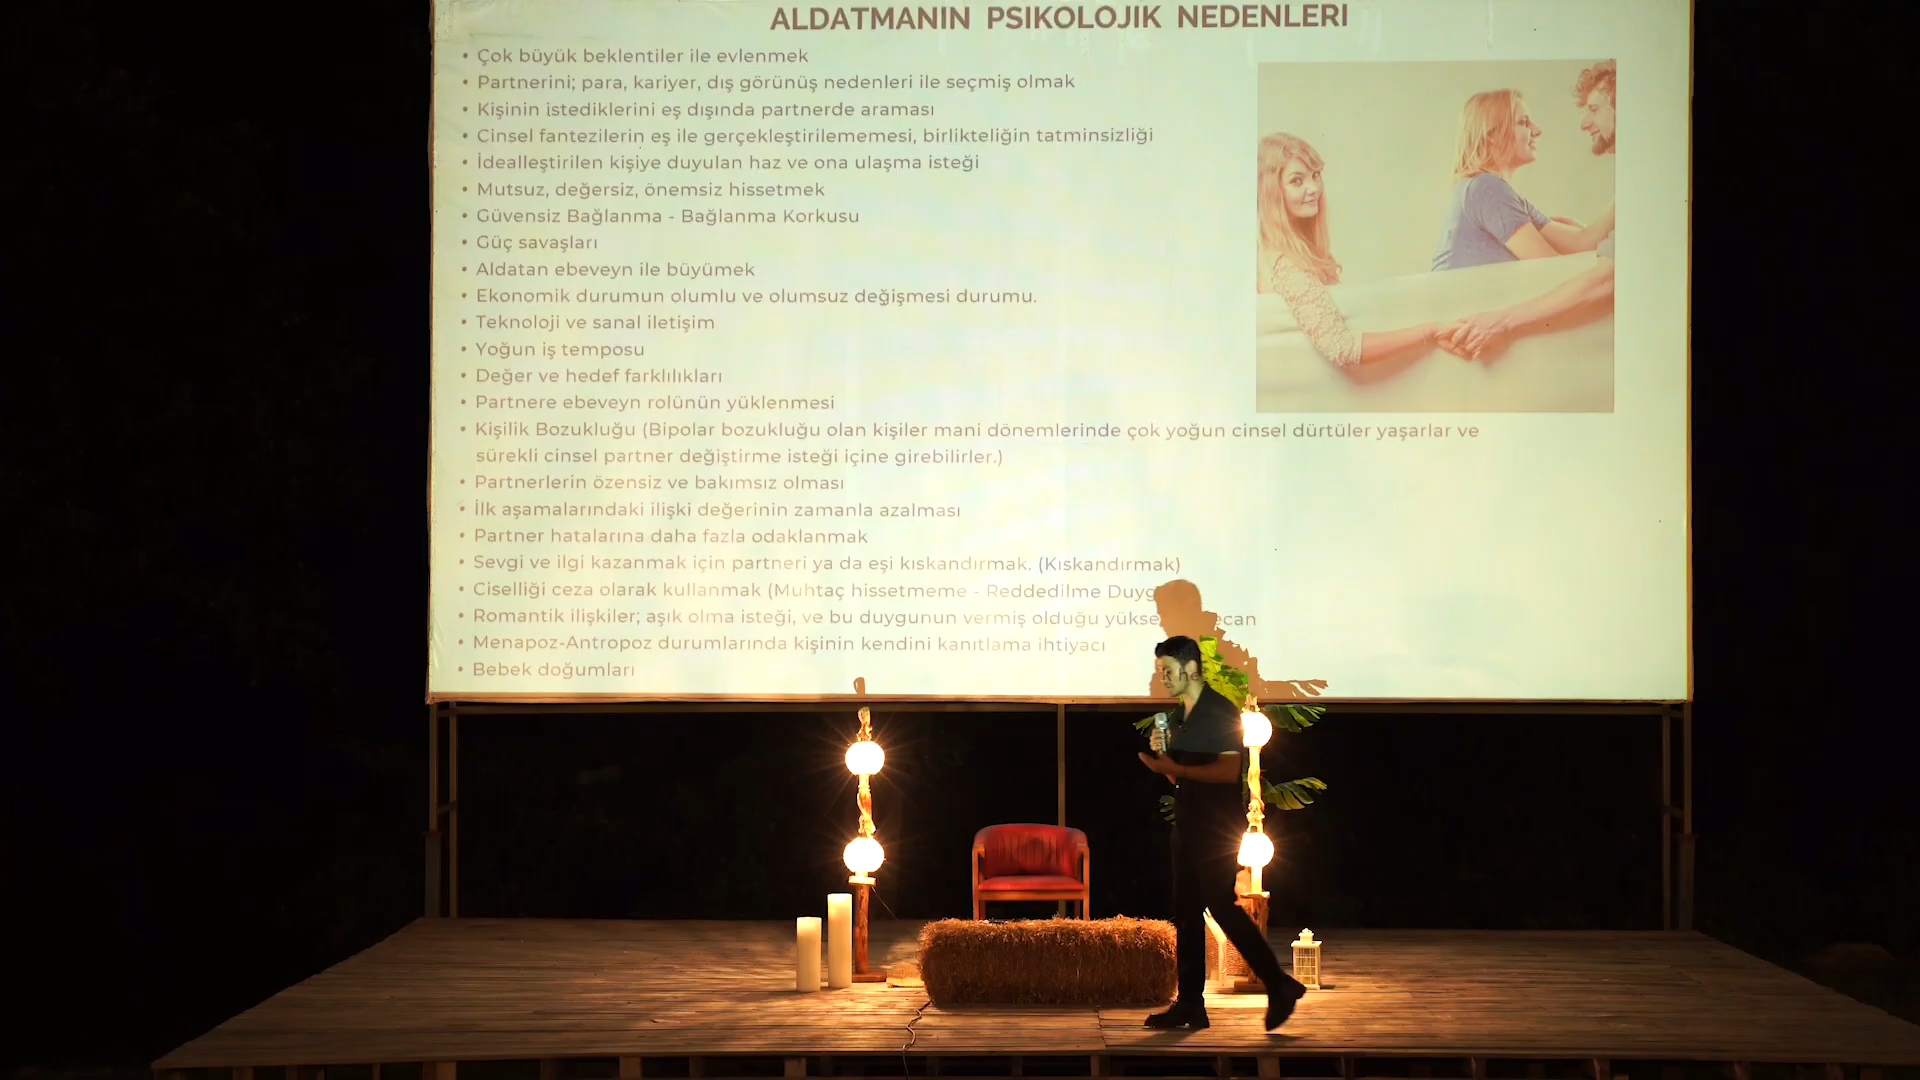 ALDATMANIN PSIKOLOJIK NEDENLERI
• Çok büyük beklentiler ile evlenmek
• Partnerini; para, kariyer, dış görünüş nedenleri ile seçmiş olmak
• Kişinin istediklerini eş dışında partnerde araması
• Cinsel fantezilerin eş ile gerçekleştirilememesi, birlikteliğin tatminsizliği
• İdealleştirilen kişiye duyulan haz ve ona ulaşma isteği
• Mutsuz, değersiz, önemsiz hissetmek
• Güvensiz Bağlanma - Bağlanma Korkusu
• Güç savaşları
• Aldatan ebeveyn ile büyümek
• Ekonomik durumun olumlu ve olumsuz değişmesi durumu.
• Teknoloji ve sanal iletişim
• Yoğun iş temposu
• Değer ve hedef farklılıkları
• Partnere ebeveyn rolünün yüklenmesi
• Kişilik Bozukluğu (Bipolar bozukluğu olan kişiler mani dönemlerinde çok yoğun cinsel dürtüler yaşarlar ve
sürekli cinsel partner değiştirme isteği içine girebilirler.)
• Partnerlerin özensiz ve bakımsız olması
• İlk aşamalarındaki ilişki değerinin zamanla azalması
• Partner hatalarına daha fazla odaklanmak
• Sevgi ve ilgi kazanmak için partneri ya da eşi kıskandırmak. (Kıskandırmak)
• Ciselliği ceza olarak kullanmak (Muhtaç hissetmeme - Reddedilme
• Romantik ilişkiler; aşık olma isteği, ve bu duygunun vermiş olduğu
• Menapoz-Antropoz durumlarında kişinin kendini kanıtlama ihtiyacı
• Bebek doğumları